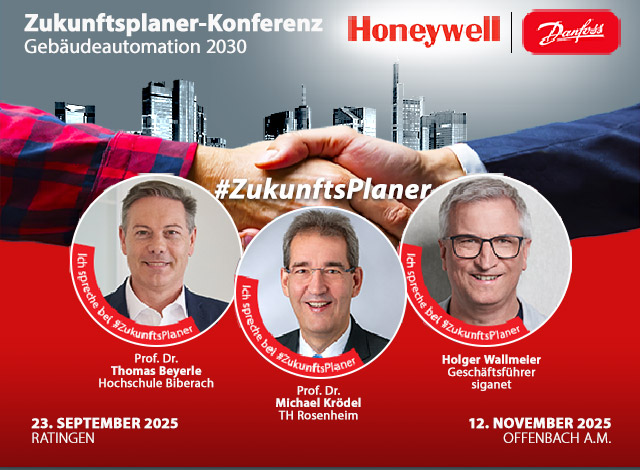 Zukunftsplaner-Konferenz
Gebäudeautomation 2030
Honeywell
Danfoss
#ZukunftsPlaner
Ich spreche bei #ZukunftsPlaner
Ich spreche bei #ZukunftsPlaner
Ich spreche bei #ZukunftsPlaner
Prof. Dr.
Thomas Beyerle
Hochschule Biberach
Prof. Dr.
Michael Krödel
TH Rosenheim
Holger Wallmeier
Geschäftsführer
siganet
23. SEPTEMBER 2025
RATINGEN
12. NOVEMBER 2025
OFFENBACH A.M.